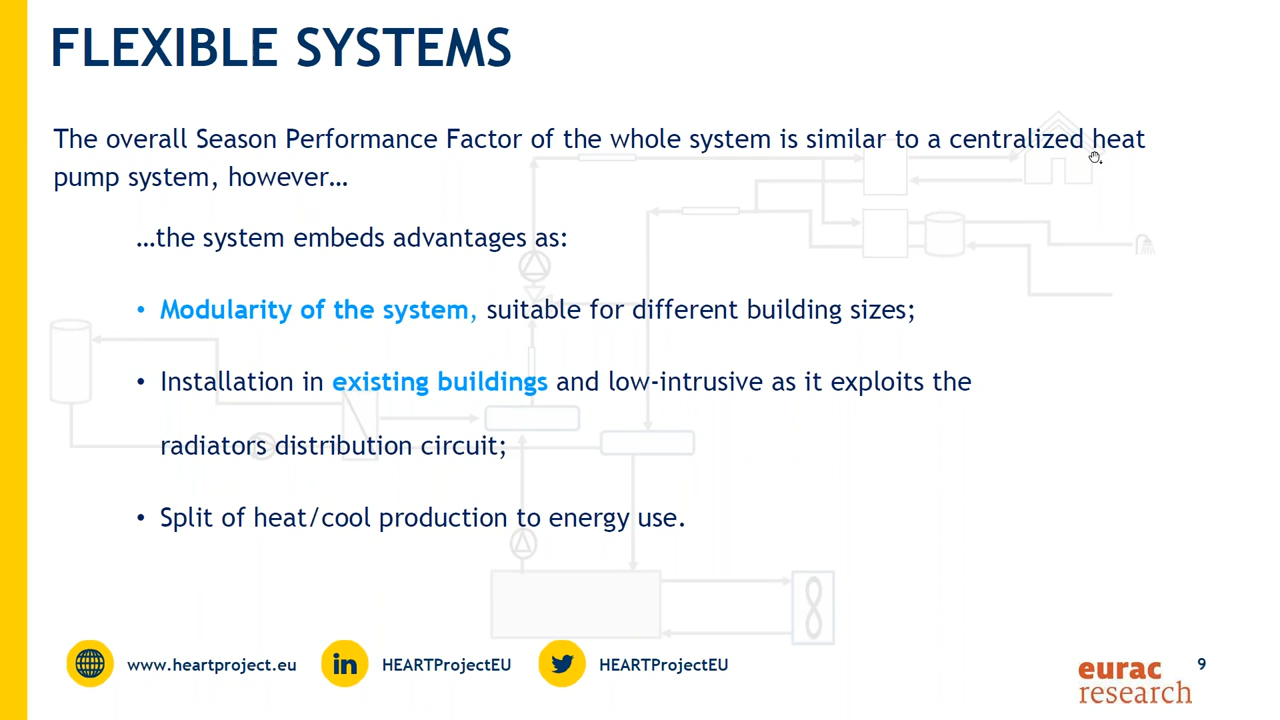 FLEXIBLE SYSTEMS
The overall Season Performance Factor of the whole system is similar to a centralized heat
pump system, however…
…the system embeds advantages as:
• Modularity of the system, suitable for different building sizes;
• Installation in existing buildings and low-intrusive as it exploits the
radiators distribution circuit;
• Split of heat/cool production to energy use.
www.heartproject.eu
in HEARTProjectEU
HEARTProjectEU
eurac
research
9